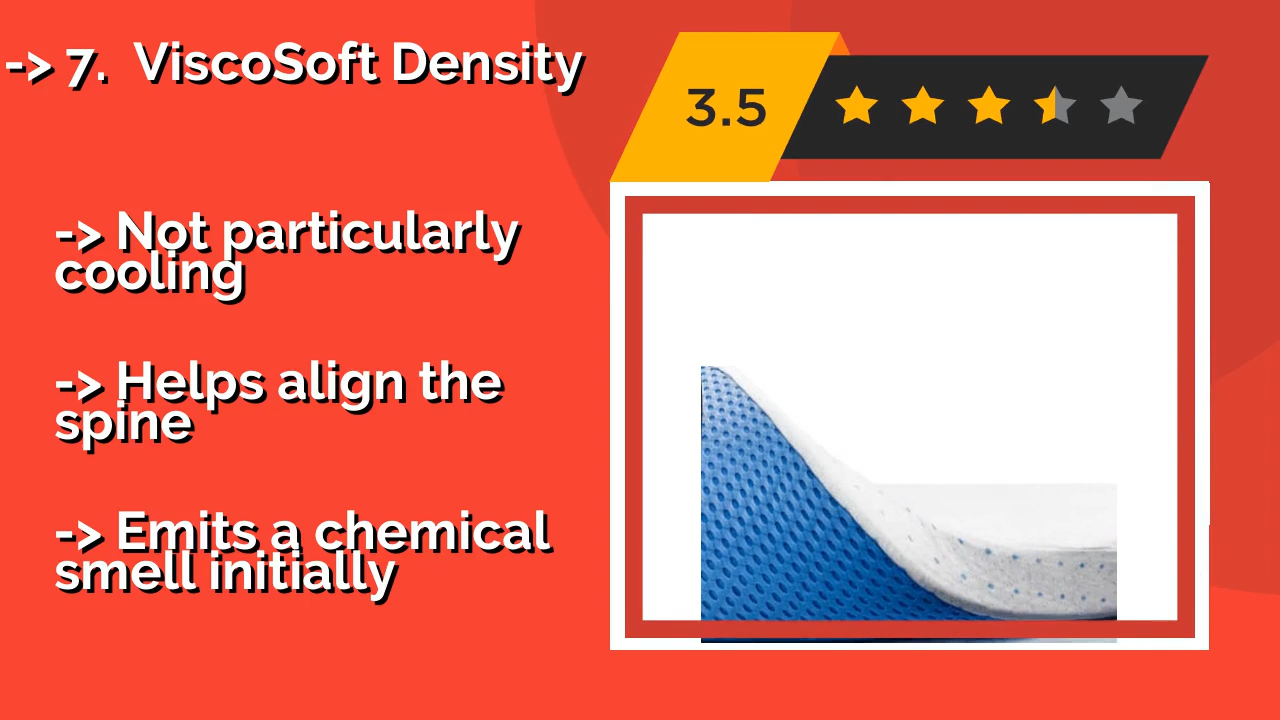 -> 7.  ViscoSoft Density
3.5
-> Not particularly
cooling
-> Helps align the
spine
-> Emits a chemical
smell initially